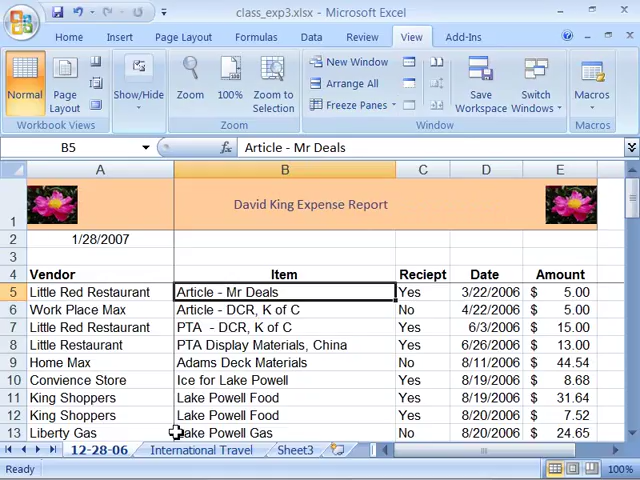 class_exp3.xlsx - Microsoft Excel
Home Insert Page Layout Formulas Data Review View Add-Ins
Normal Page Layout Show/Hide Zoom 100% Zoom to Selection New Window Arrange All Freeze Panes Save Workspace Switch Windows Macros
Workbook Views Zoom Window Macros
B5 fx Article - Mr Deals
A B C D E
1 David King Expense Report
2 1/28/2007
3
4 Vendor Item Reciept Date Amount
5 Little Red Restaurant Article - Mr Deals Yes 3/22/2006 $ 5.00
6 Work Place Max Article - DCR, K of C No 4/22/2006 $ 5.00
7 Little Red Restaurant PTA - DCR, K of C Yes 6/3/2006 $ 15.00
8 Little Restaurant PTA Display Materials, China Yes 6/26/2006 $ 13.00
9 Home Max Adams Deck Materials No 8/11/2006 $ 44.54
10 Convience Store Ice for Lake Powell Yes 8/19/2006 $ 8.68
11 King Shoppers Lake Powell Food Yes 8/19/2006 $ 31.64
12 King Shoppers Lake Powell Food Yes 8/20/2006 $ 7.52
13 Liberty Gas Lake Powell Gas No 8/20/2006 $ 24.65
12-28-06 International Travel Sheet3
Ready 100%